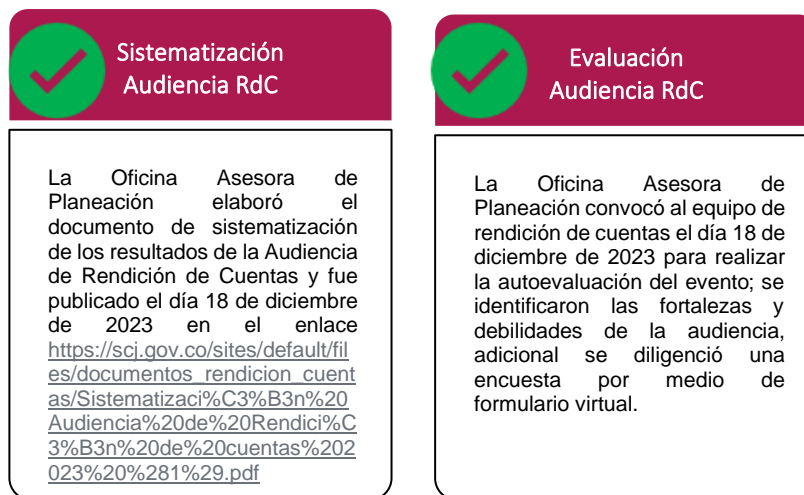 Sistematización
Audiencia RdC
La Oficina Asesora de
Planeación elaboró el
documento de sistematización
de los resultados de la Audiencia
de Rendición de Cuentas y fue
publicado el día 18 de diciembre
de 2023 en el enlace
https://scj.gov.co/sites/default/fil
es/documentos_rendicion_cuent
as/Sistematizaci%C3%B3n%20
Audiencia%20de%20Rendici%C
3%B3n%20de%20cuentas%202
023%20%281%29.pdf
Evaluación
Audiencia RdC
La Oficina Asesora de
Planeación convocó al equipo de
rendición de cuentas el día 18 de
diciembre de 2023 para realizar
la autoevaluación del evento; se
identificaron las fortalezas y
debilidades de la audiencia,
adicional se diligenció una
encuesta por medio de
formulario virtual.